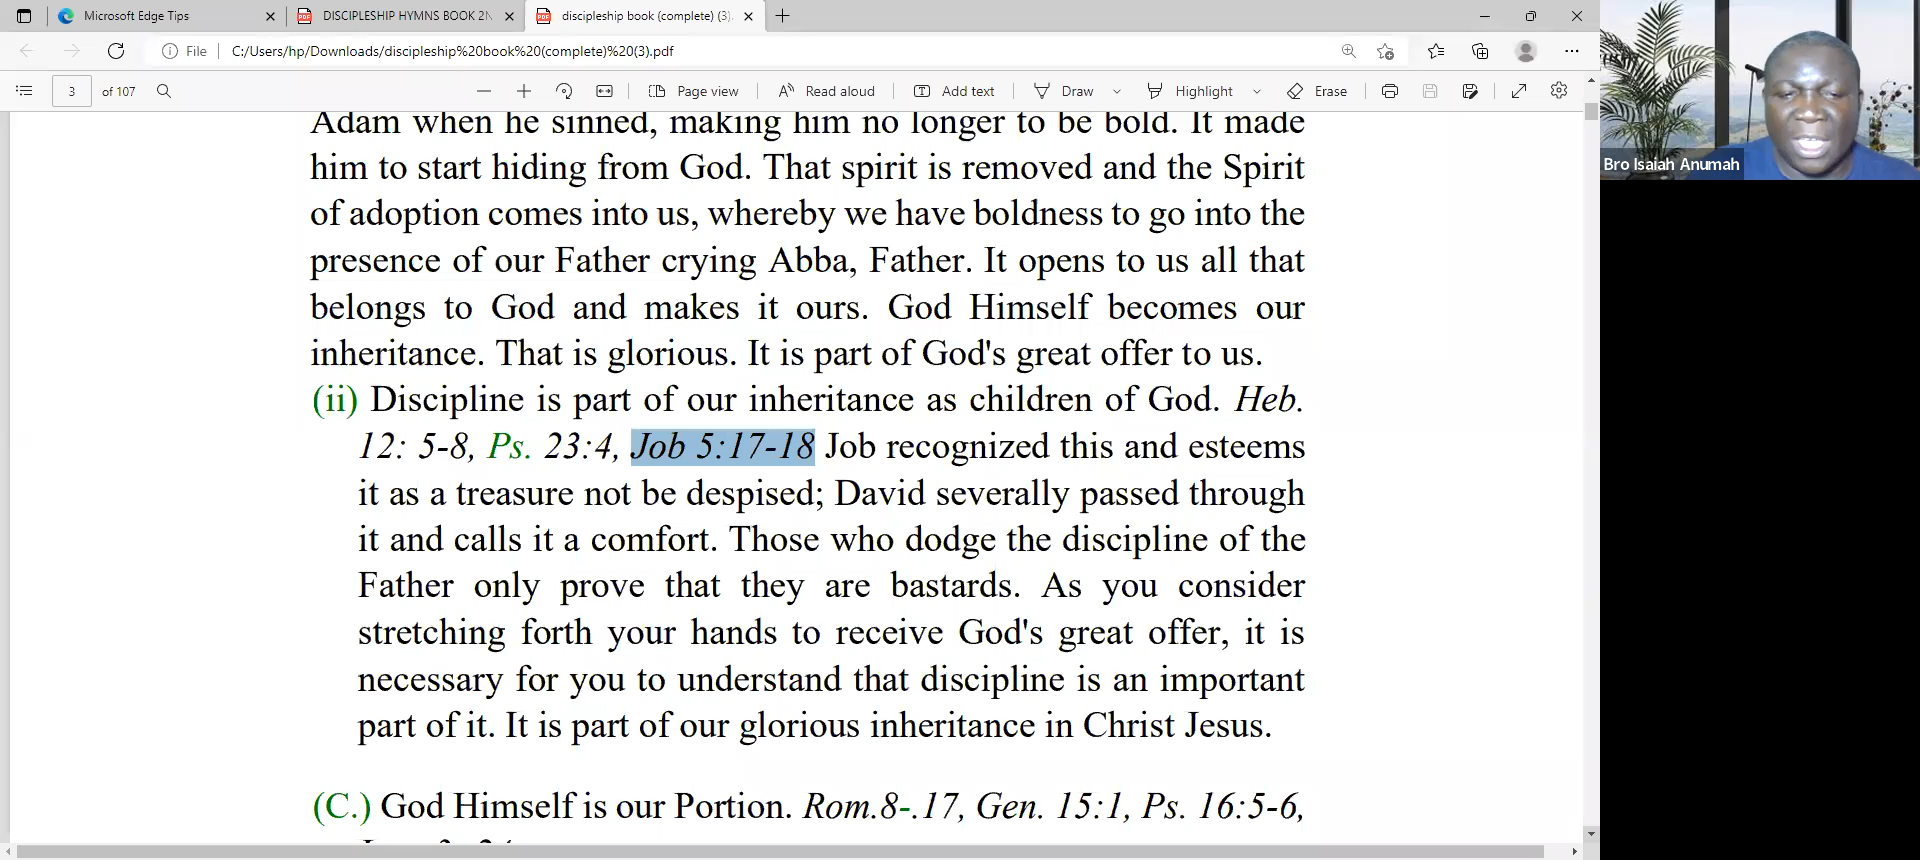 Microsoft Edge Tips
DISCIPLESHIP HYMNS BOOK 2N
discipleship book (complete) (3).
File
C:/Users/hp/Downloads/discipleship%20book%20(complete)%20(3).pdf
3 of 107
Page view
Read aloud
Add text
Draw
Highlight
Erase
Adam when he sinned, making him no longer to be bold. It made
him to start hiding from God. That spirit is removed and the Spirit
of adoption comes into us, whereby we have boldness to go into the
presence of our Father crying Abba, Father. It opens to us all that
belongs to God and makes it ours. God Himself becomes our
inheritance. That is glorious. It is part of God's great offer to us.
(ii) Discipline is part of our inheritance as children of God. Heb.
12: 5-8, Ps. 23:4, Job 5:17-18 Job recognized this and esteems
it as a treasure not be despised; David severally passed through
it and calls it a comfort. Those who dodge the discipline of the
Father only prove that they are bastards. As you consider
stretching forth your hands to receive God's great offer, it is
necessary for you to understand that discipline is an important
part of it. It is part of our glorious inheritance in Christ Jesus.
(C.) God Himself is our Portion. Rom.8-.17, Gen. 15:1, Ps. 16:5-6,
Bro Isaiah Anumah